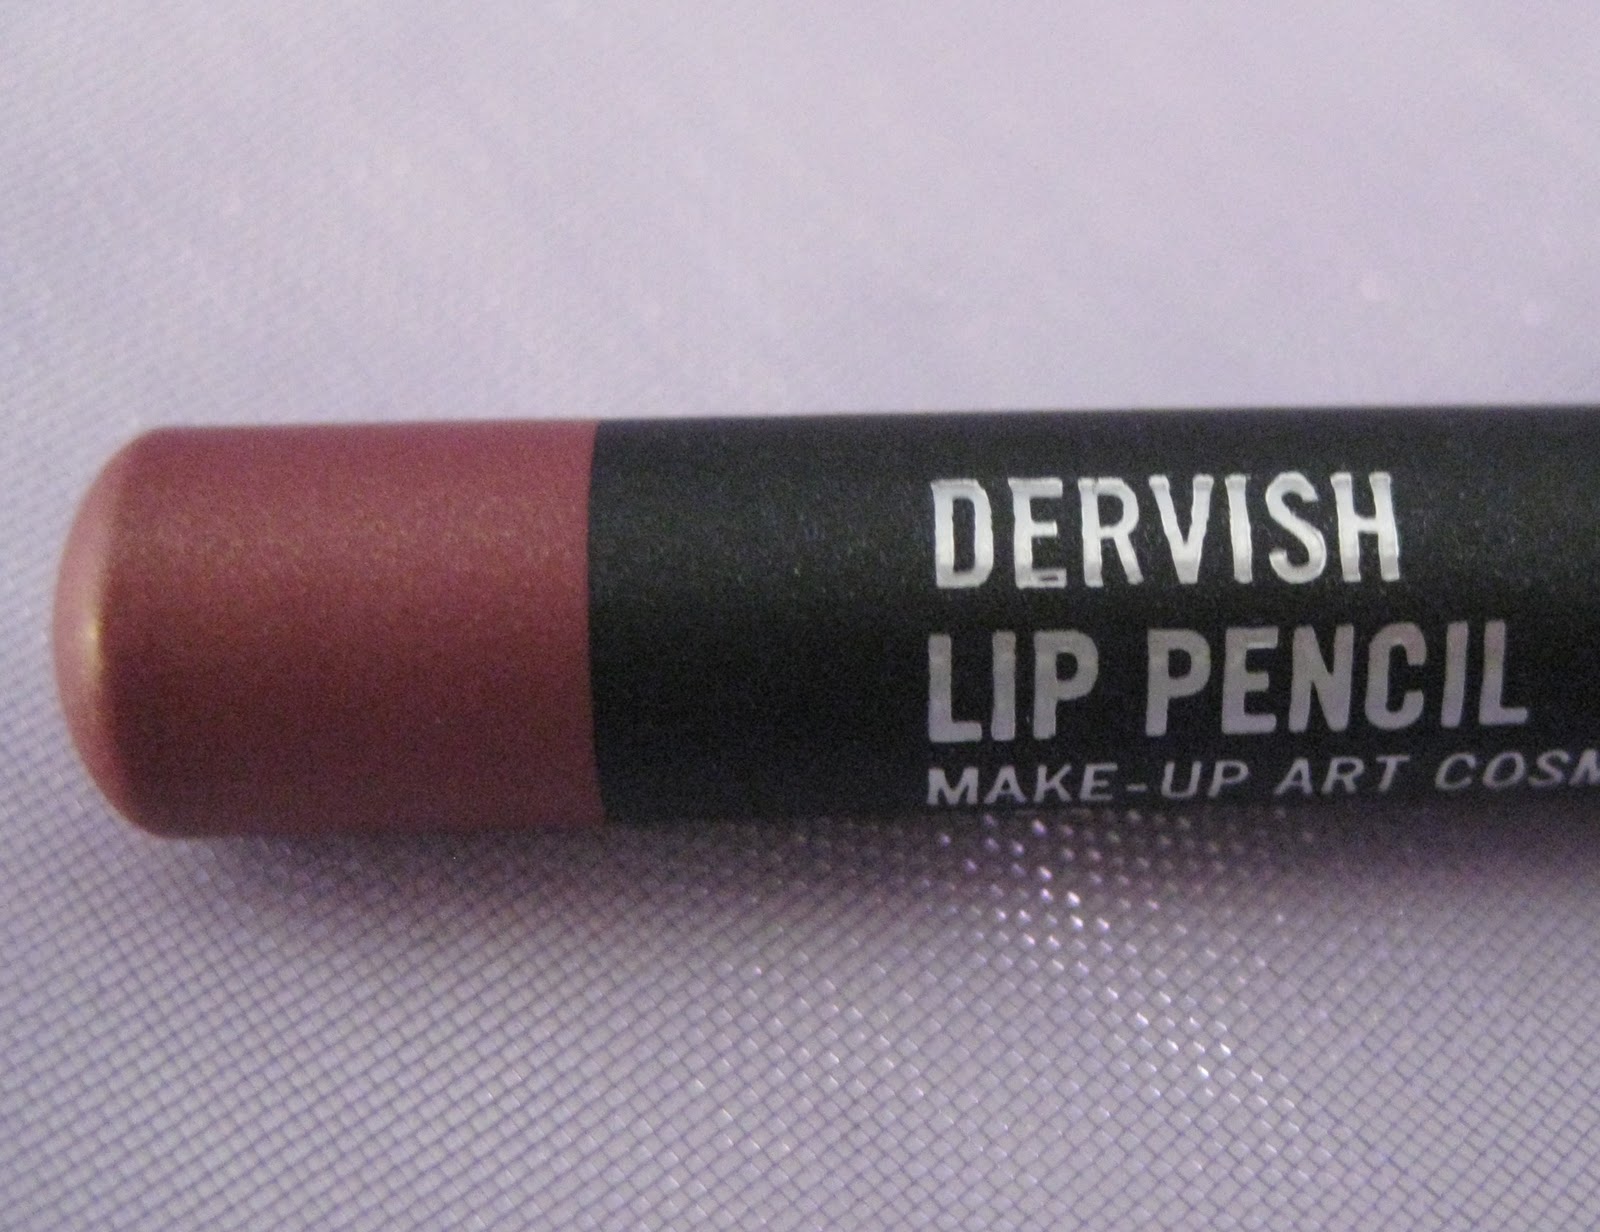 DERVISH
LIP PENCIL
MAKE-UP ART COSM